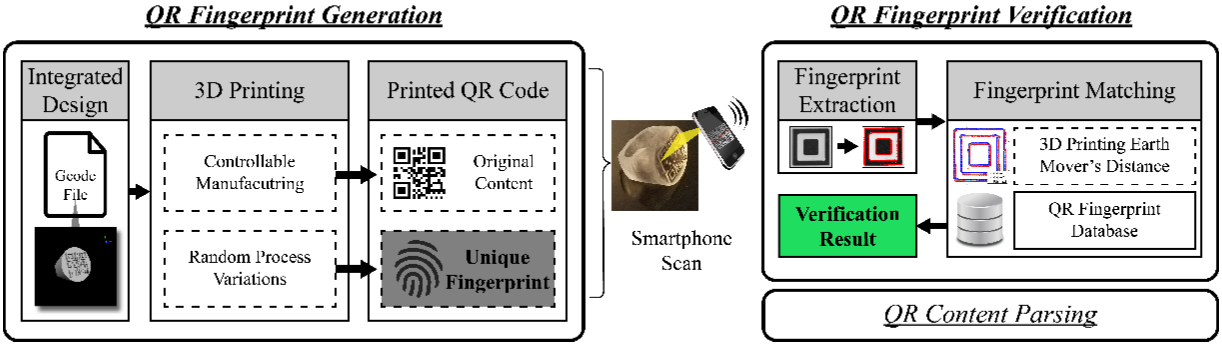 QR Fingerprint Generation
Integrated
Design
Gcode
File
3D Printing
Controllable
Manufacutring
Random Process
Variations
Printed QR Code
Original
Content
Unique
Fingerprint
Smartphone
Scan
QR Fingerprint Verification
Fingerprint
Extraction
Fingerprint Matching
3D Printing Earth
Mover's Distance
QR Fingerprint
Database
Verification
Result
QR Content Parsing